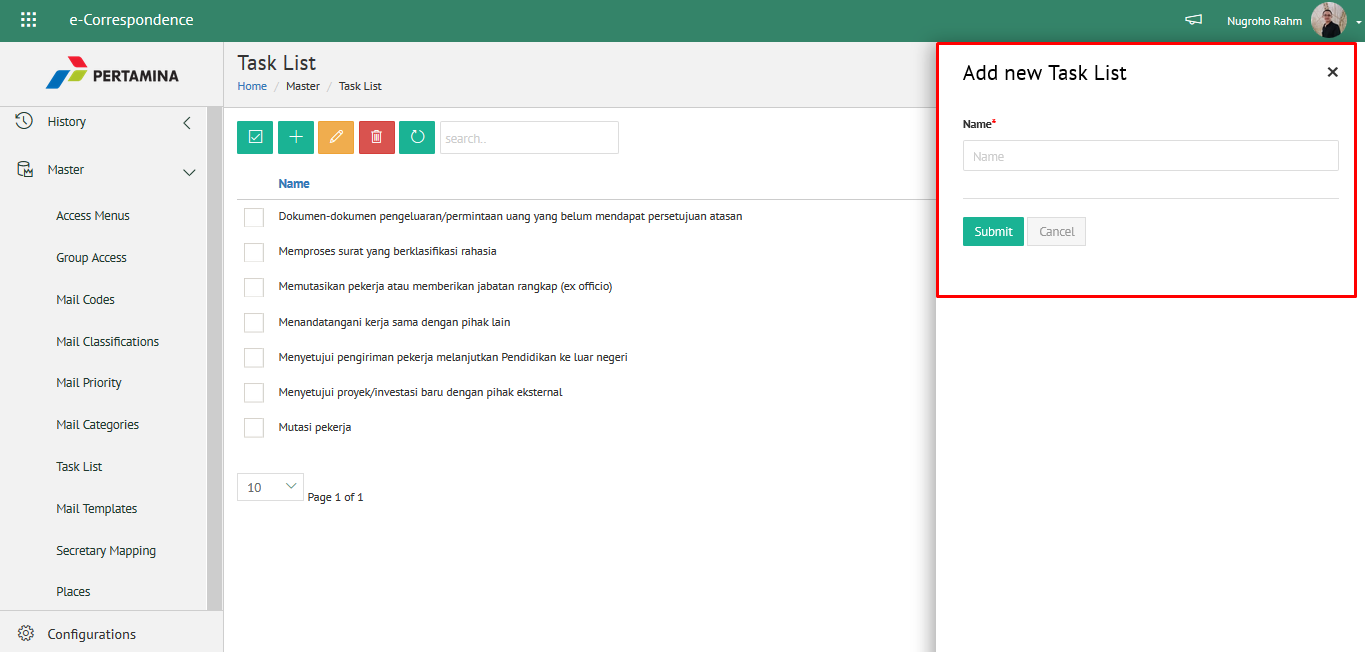 e-Correspondence
Nugroho Rahm
PERTAMINA
History
Master
Access Menus
Group Access
Mail Codes
Mail Classifications
Mail Priority
Mail Categories
Task List
Mail Templates
Secretary Mapping
Places
Configurations
Task List
Home / Master / Task List
search..
Name
Dokumen-dokumen pengeluaran/permintaan uang yang belum mendapat persetujuan atasan
Memproses surat yang berklasifikasi rahasia
Memutasikan pekerja atau memberikan jabatan rangkap (ex officio)
Menandatangani kerja sama dengan pihak lain
Menyetujui pengiriman pekerja melanjutkan Pendidikan ke luar negeri
Menyetujui proyek/investasi baru dengan pihak eksternal
Mutasi pekerja
10
Page 1 of 1
Add new Task List
Name*
Name
Submit
Cancel